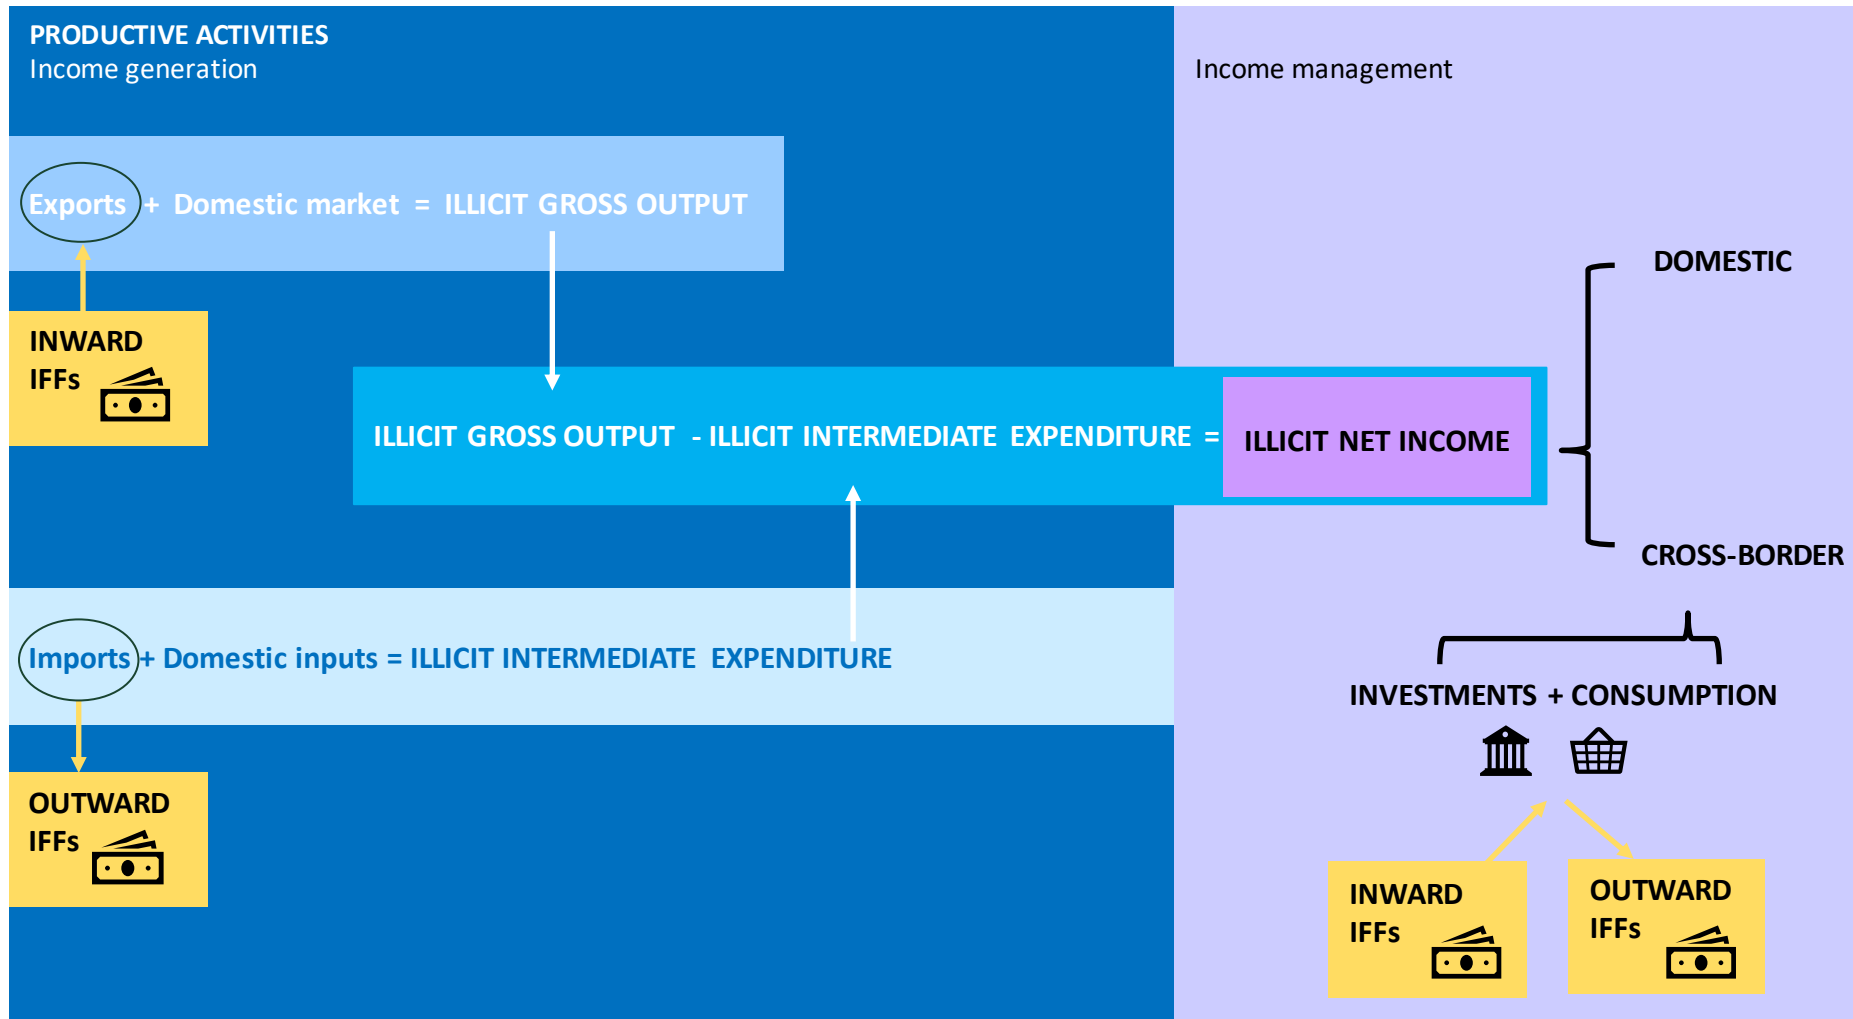 PRODUCTIVE ACTIVITIES
Income generation
Income management
Exports + Domestic market = ILLICIT GROSS OUTPUT
DOMESTIC
INWARD
IFFs
ILLICIT GROSS OUTPUT - ILLICIT INTERMEDIATE EXPENDITURE = ILLICIT NET INCOME
CROSS-BORDER
Imports + Domestic inputs = ILLICIT INTERMEDIATE EXPENDITURE
INVESTMENTS + CONSUMPTION
OUTWARD
IFFs
INWARD
IFFs
OUTWARD
IFFs